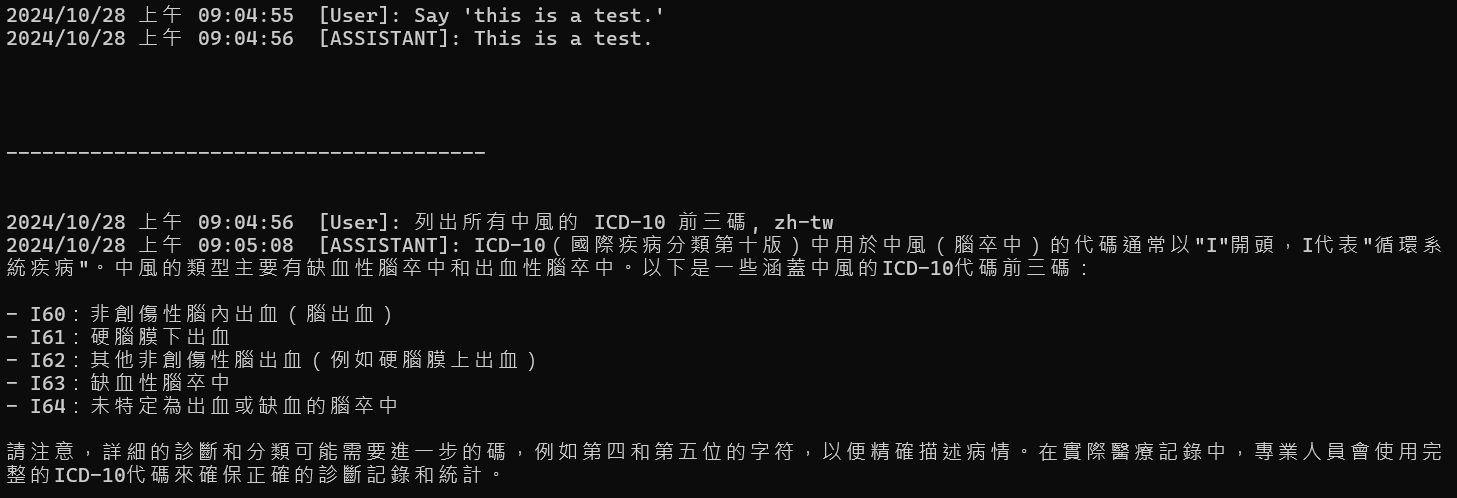 2024/10/28 上午 09:04:55  [User]: Say 'this is a test.'
2024/10/28 上午 09:04:56  [ASSISTANT]: This is a test.
----------------------------------------
2024/10/28 上午 09:04:56  [User]: 列出所有中風的 ICD-10 前三碼, zh-tw
2024/10/28 上午 09:05:08  [ASSISTANT]: ICD-10（國際疾病分類第十版）中用於中風（腦卒中）的代碼通常以"I"開頭，I代表"循環系
統疾病"。中風的類型主要有缺血性腦卒中和出血性腦卒中。以下是一些涵蓋中風的ICD-10代碼前三碼：
- I60：非創傷性腦內出血（腦出血）
- I61：硬腦膜下出血
- I62：其他非創傷性腦出血（例如硬腦膜上出血）
- I63：缺血性腦卒中
- I64：未特定為出血或缺血的腦卒中
請注意，詳細的診斷和分類可能需要進一步的碼，例如第四和第五位的字符，以便精確描述病情。在實際醫療記錄中，專業人員會使用完
整的ICD-10代碼來確保正確的診斷記錄和統計。